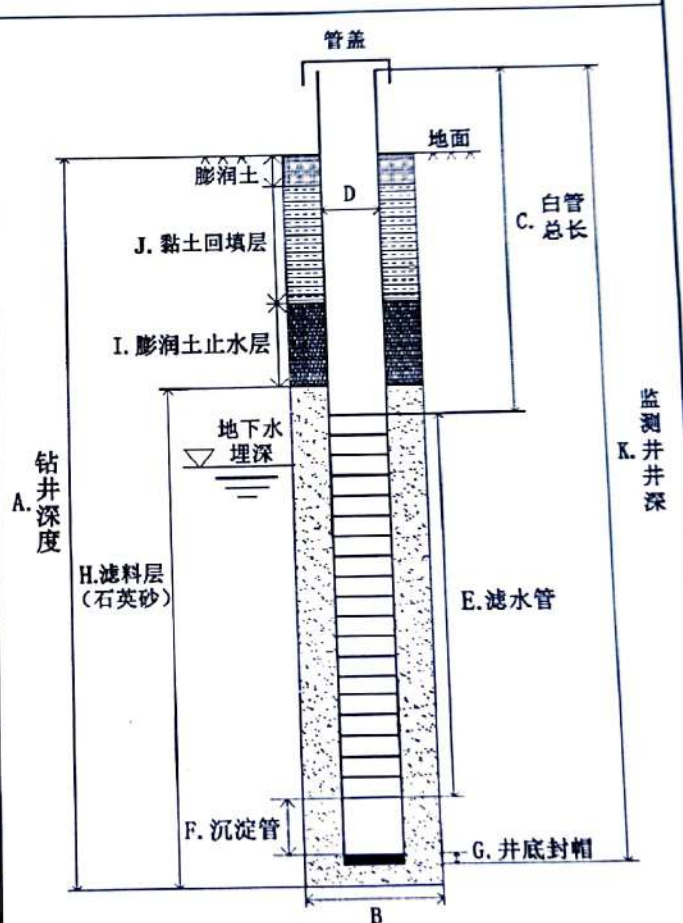 管盖
地面
膨润土
D
J. 黏土回填层
C. 白管
总长
I. 膨润土止水层
地下水
埋深
A. 钻井深度
K. 监测井井深
H.滤料层
(石英砂)
E.滤水管
F. 沉淀管
G. 井底封帽
B